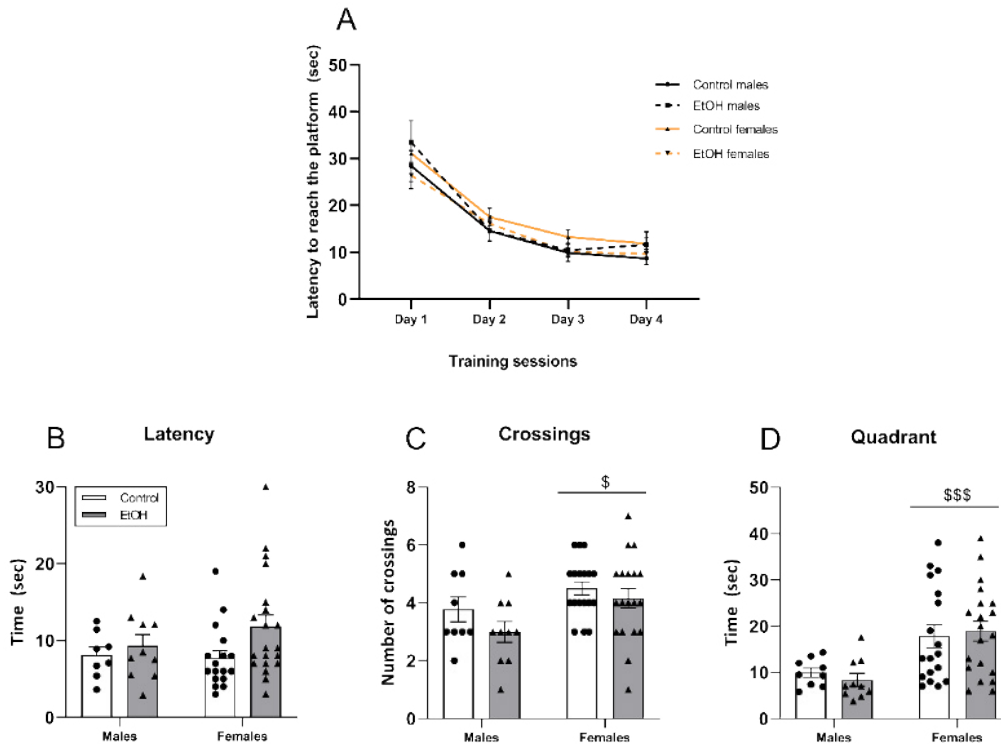 A
Latency to reach the platform (sec)
50
40
30
20
10
0
Control males
EtOH males
Control females
EtOH females
Day 1 Day 2 Day 3 Day 4
Training sessions
B Latency
Time (sec)
30
20
10
0
Control
EtOH
Males Females
C Crossings
Number of crossings
8
6
4
2
0
$
Males Females
D Quadrant
Time (sec)
50
40
30
20
10
0
$$$
Males Females